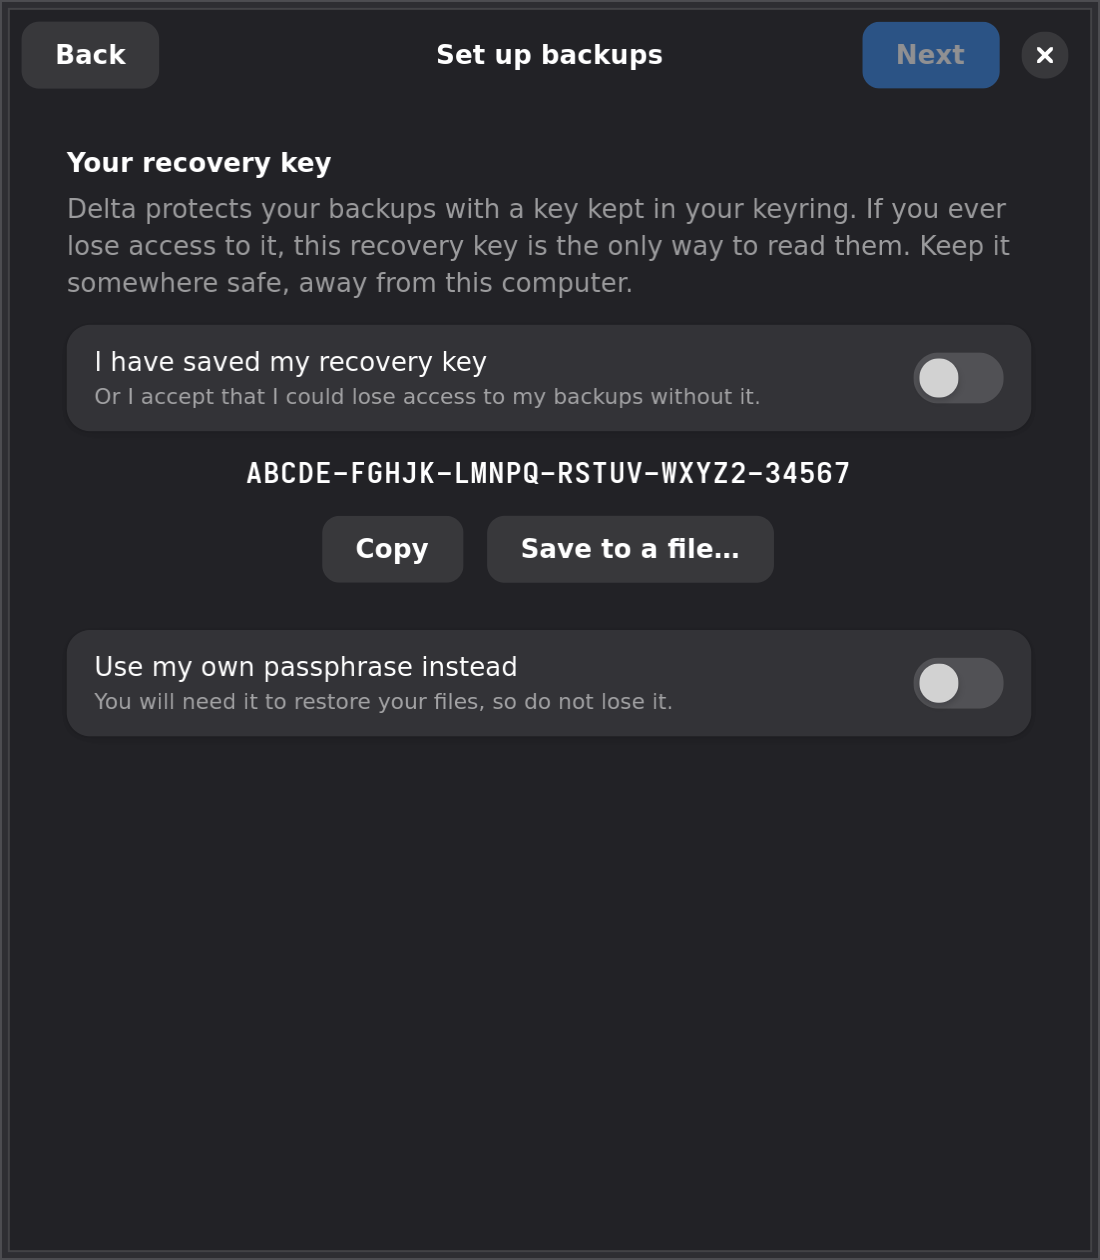 Back
Set up backups
Next
Your recovery key
Delta protects your backups with a key kept in your keyring. If you ever
lose access to it, this recovery key is the only way to read them. Keep it
somewhere safe, away from this computer.
I have saved my recovery key
Or I accept that I could lose access to my backups without it.
ABCDE-FGHJK-LMNPQ-RSTUV-WXYZ2-34567
Copy
Save to a file…
Use my own passphrase instead
You will need it to restore your files, so do not lose it.